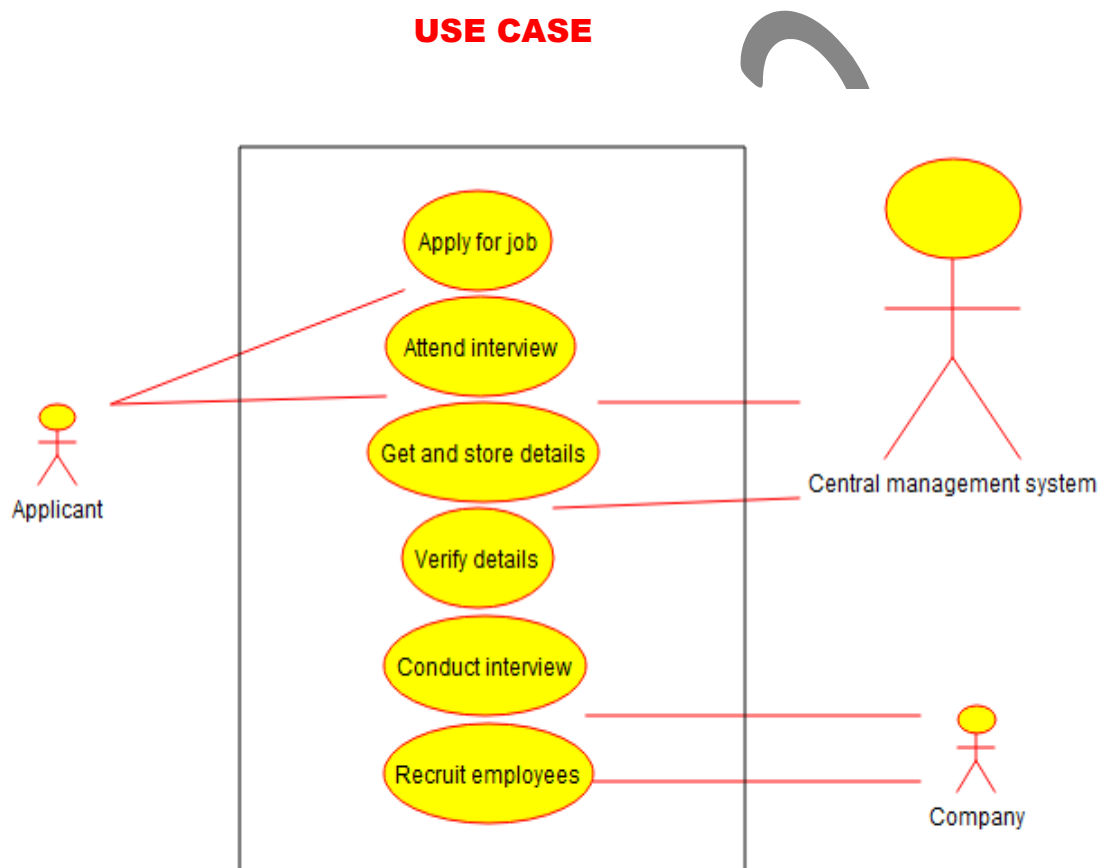 USE CASE
Apply for job
Attend interview
Get and store details
Central management system
Applicant
Verify details
Conduct interview
Recruit employees
Company